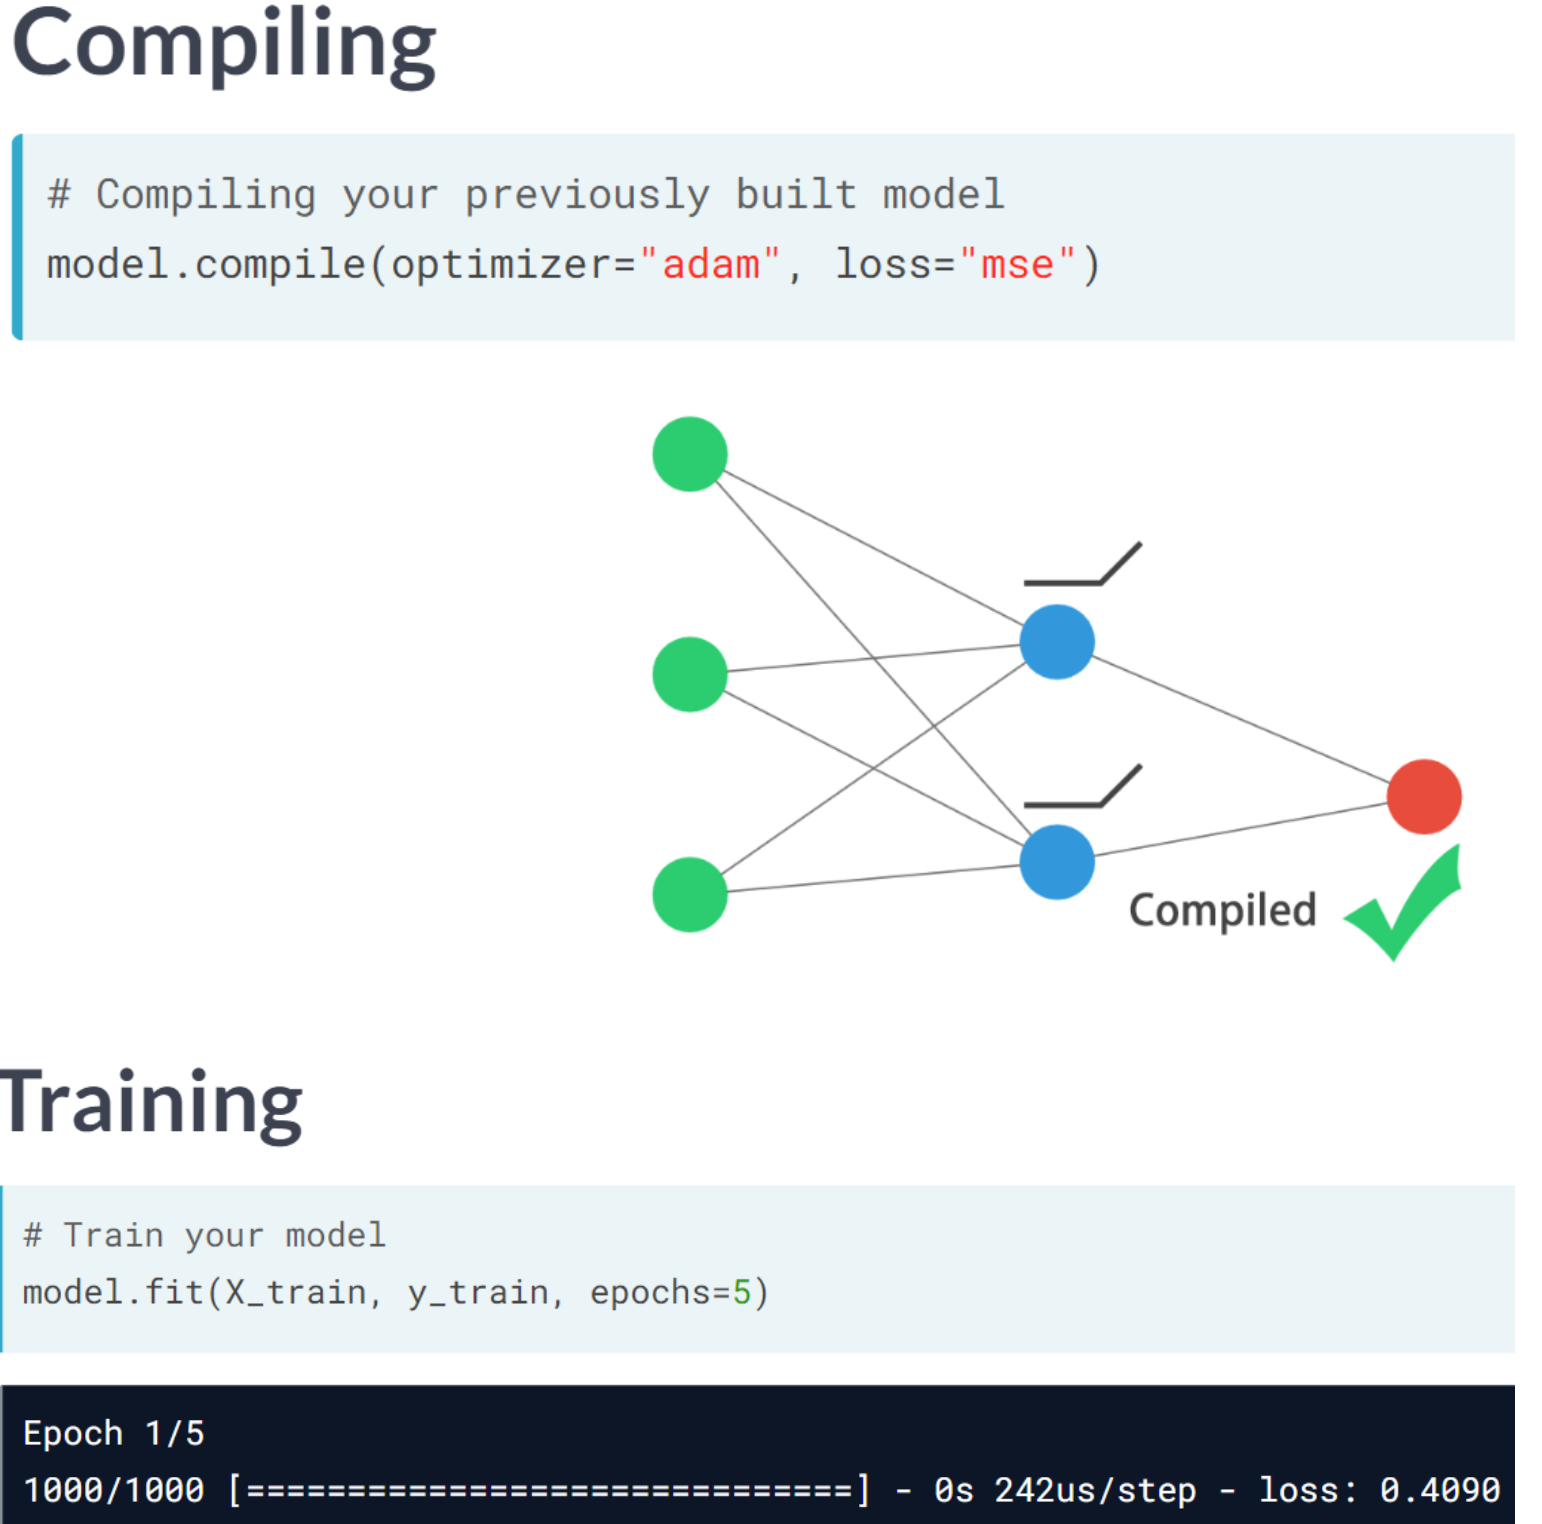 Compiling
# Compiling your previously built model
model.compile(optimizer="adam", loss="mse")
Compiled
Training
# Train your model
model.fit(X_train, y_train, epochs=5)
Epoch 1/5
1000/1000 [==============================] - 0s 242us/step - loss: 0.4090